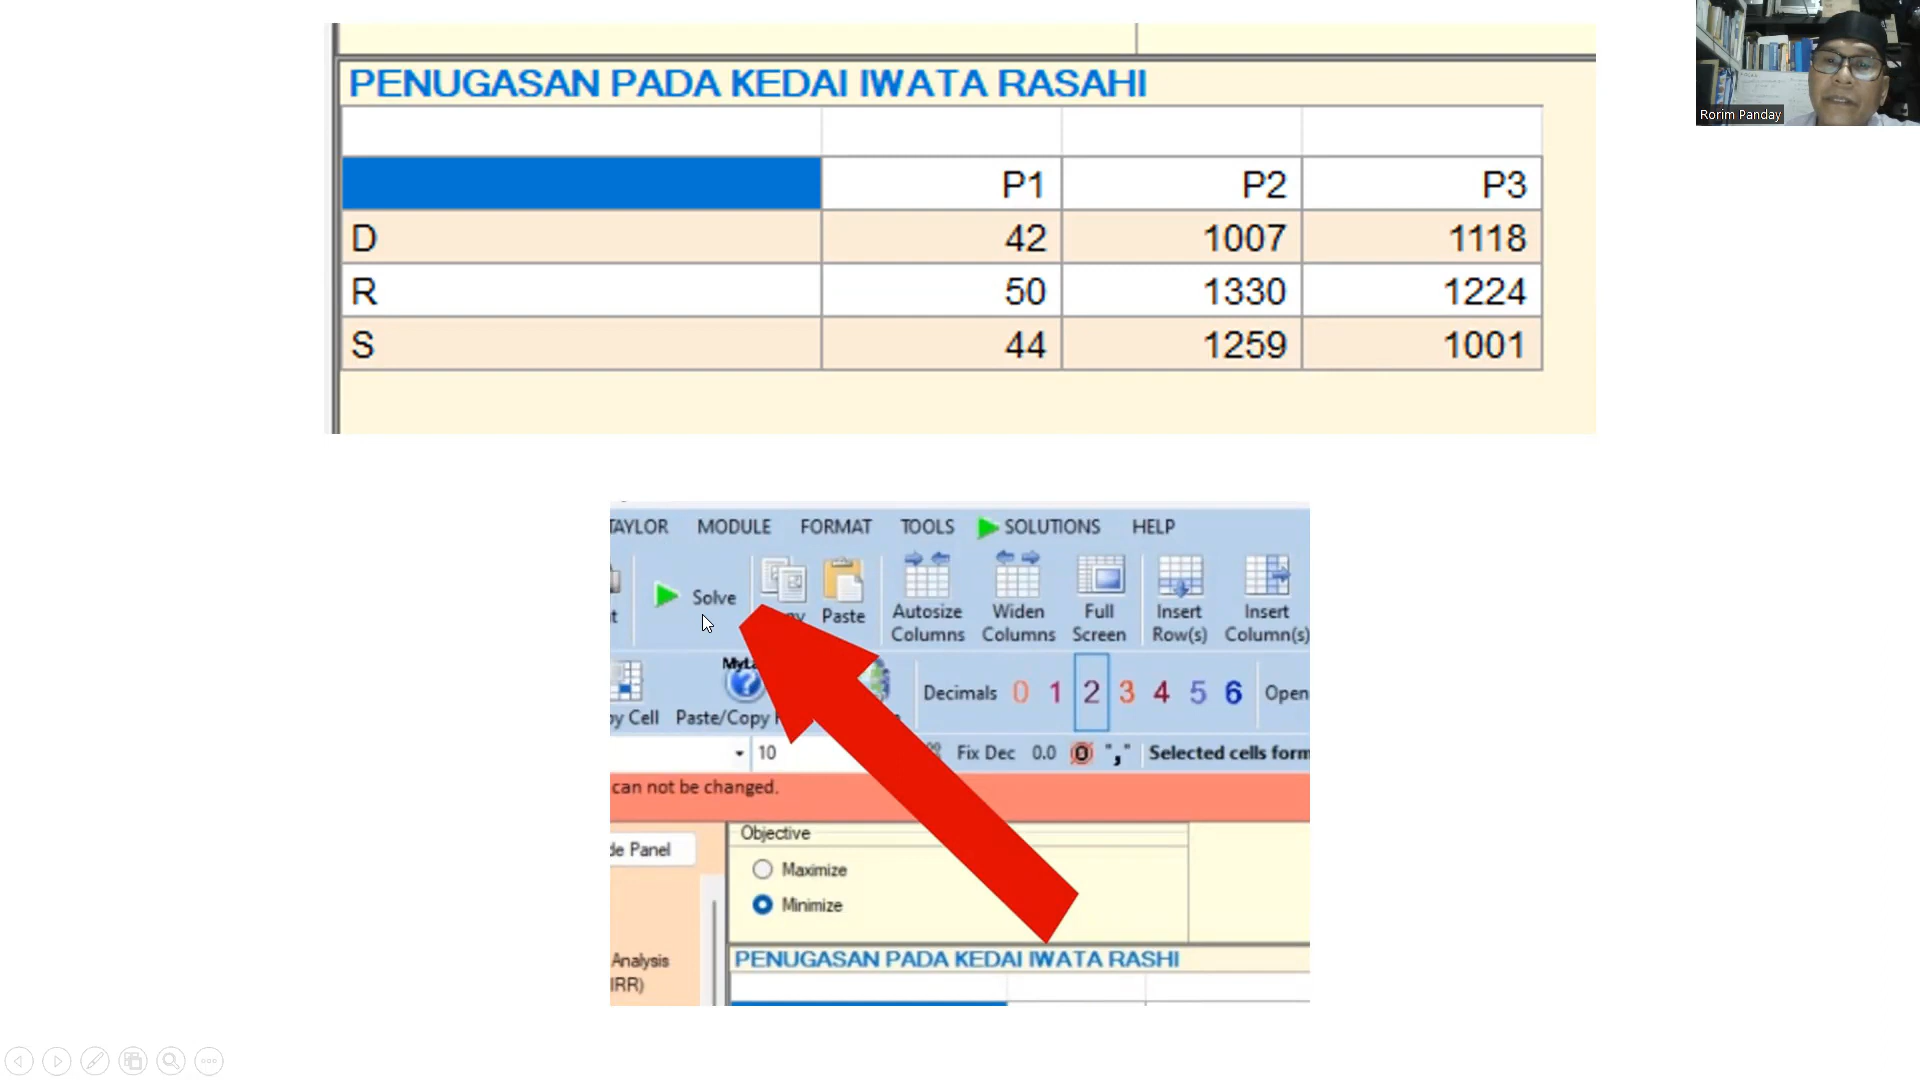 PENUGASAN PADA KEDAI IWATA RASAHI
P1 P2 P3
D 42 1007 1118
R 50 1330 1224
S 44 1259 1001
Rorim Panday
TAYLOR MODULE FORMAT TOOLS SOLUTIONS HELP
Solve Paste Autosize Columns Widen Columns Full Screen Insert Row(s) Insert Column(s)
Cell Paste/Copy Decimals 0 1 2 3 4 5 6 Open
10 Fix Dec 0.0 "," Selected cells form
can not be changed.
Objective
Panel
Maximize
Minimize
Analysis
IRR)
PENUGASAN PADA KEDAI IWATA RASHI